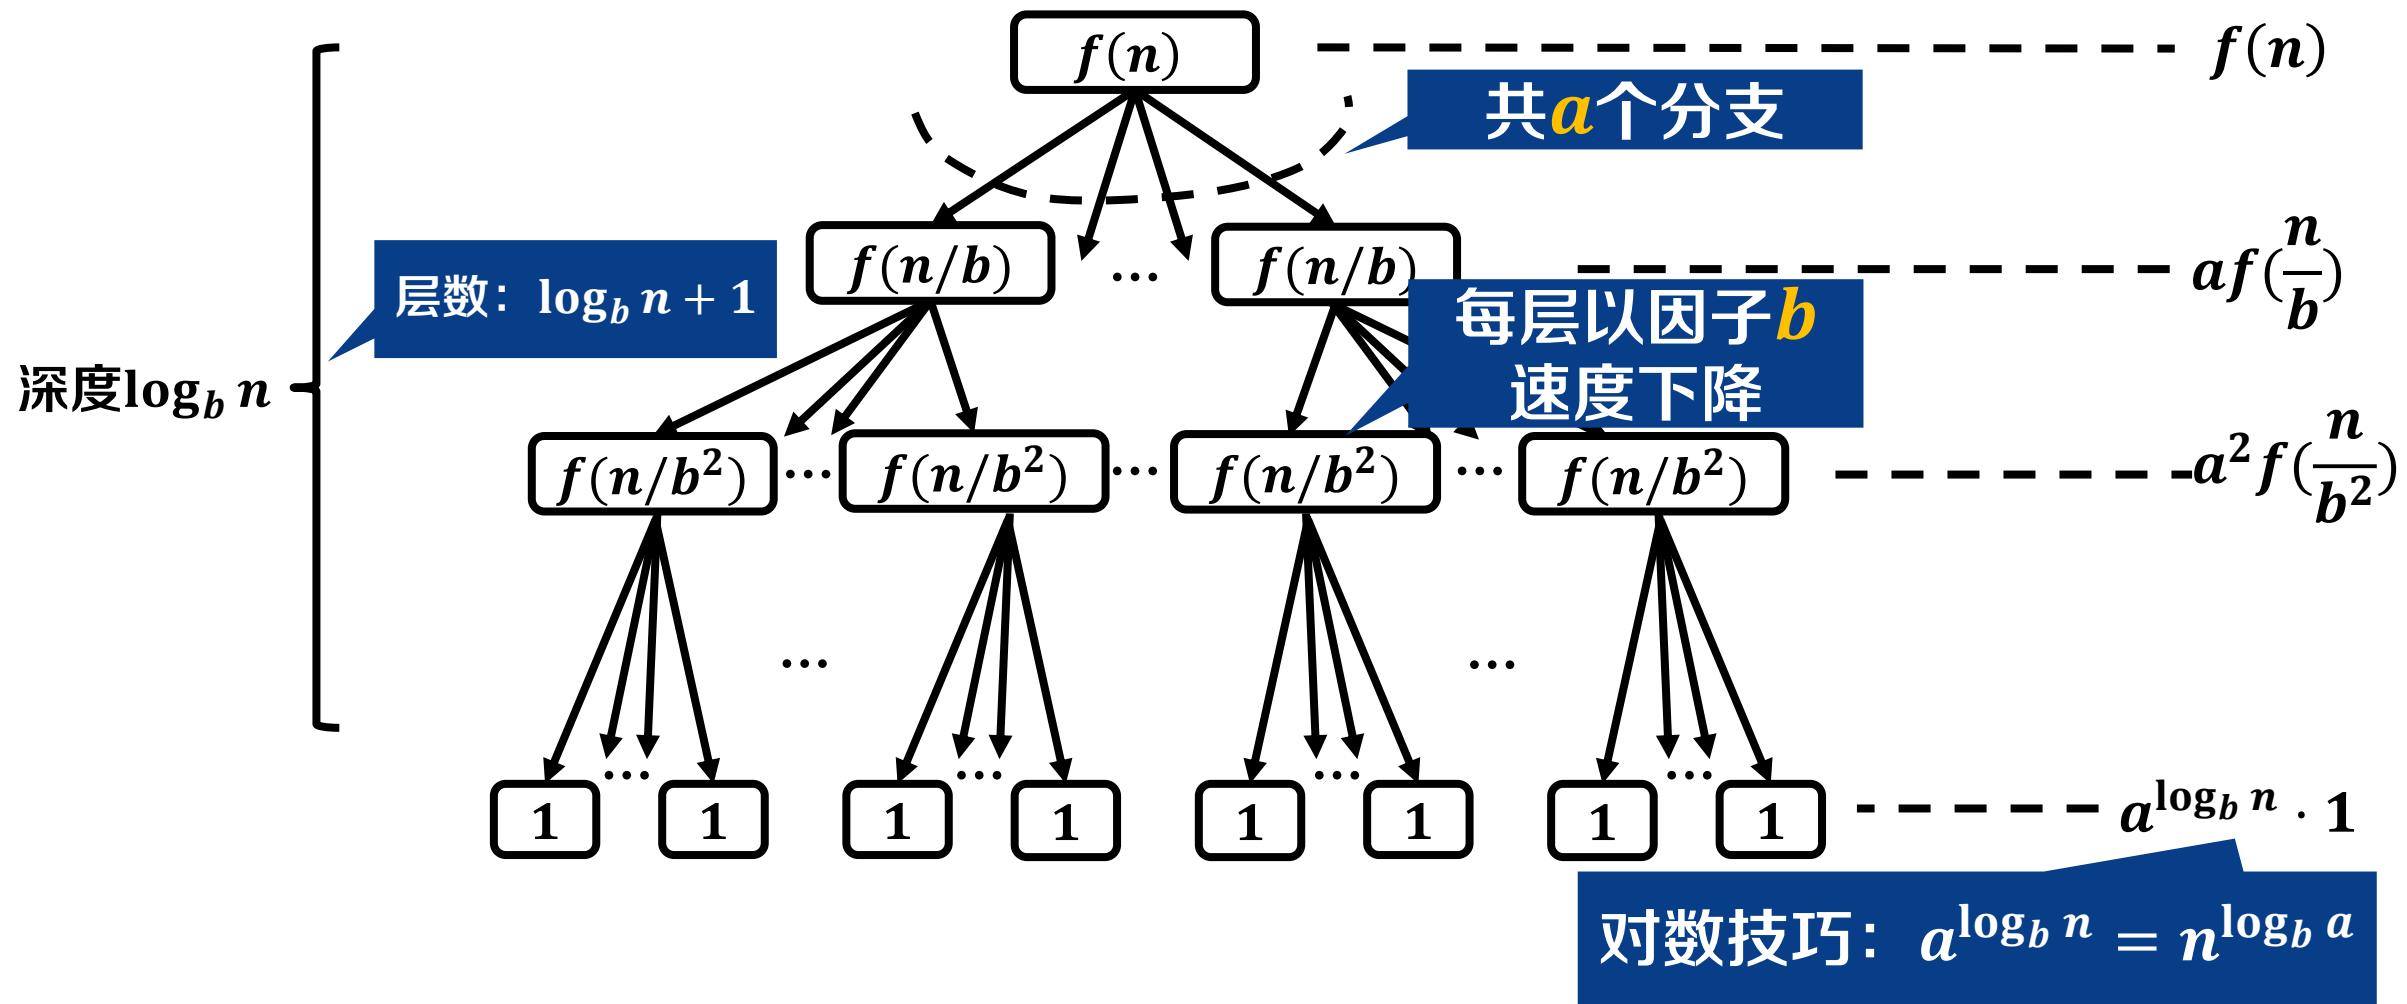 f(n) f(n)
共a个分支
f(n/b) … f(n/b) af(n/b)
层数：log_b n + 1
每层以因子b
速度下降
深度log_b n
f(n/b²) … f(n/b²) … f(n/b²) … f(n/b²) a²f(n/b²)
… …
… … … …
1 1 1 1 1 1 1 1 a^{log_b n} · 1
对数技巧：a^{log_b n} = n^{log_b a}